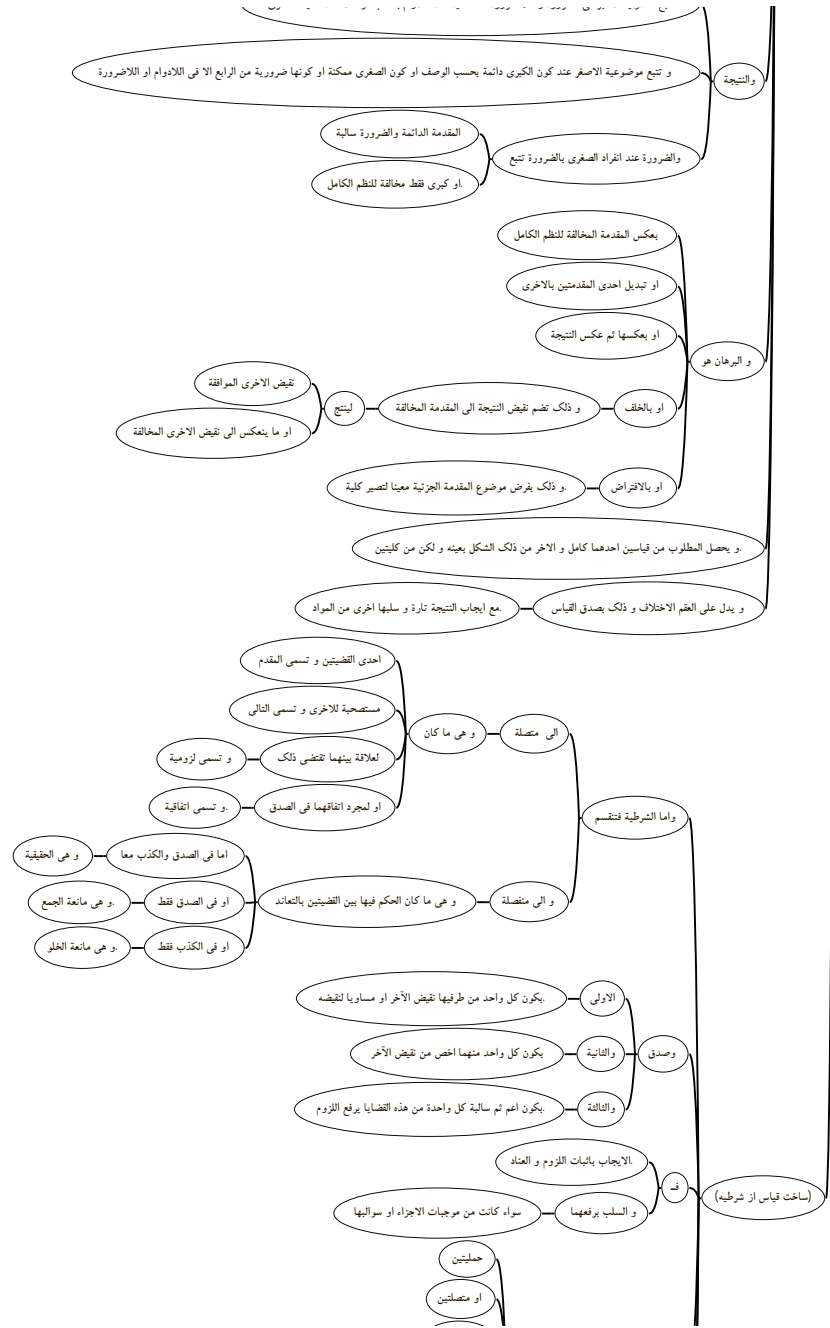 والنتيجة
و تتبع موضوعية الاصغر عند كون الكبرى دائمة بحسب الوصف او كون الصغرى ممكنة او كونها ضرورية من الرابع الا فى اللادوام او اللاضرورة
والضرورة عند انفراد الصغرى بالضرورة تتبع
المقدمة الدائمة والضرورة سالبة
او كبرى فقط مخالفة للنظم الكامل.
و البرهان هو
بعكس المقدمة المخالفة للنظم الكامل
او تبديل احدى المقدمتين بالاخرى
او بعكسها ثم عكس النتيجة
او بالخلف
و ذلک تضم نقيض النتيجة الى المقدمة المخالفة
لينتج
نقيض الاخرى الموافقة
او ما ينعكس الى نقيض الاخرى المخالفة
او بالافتراض
و ذلک بفرض موضوع المقدمة الجزئية معينا لتصير كلية.
و يحصل المطلوب من قياسين احدهما كامل و الاخر من ذلک الشكل بعينه و لكن من كليتين.
و يدل على العقم الاختلاف و ذلک بصدق القياس
مع ايجاب النتيجة تارة و سلبها اخرى من المواد.
(ساخت قياس از شرطيه)
واما الشرطية فتنقسم
الى متصلة
و هى ما كان
احدى القضيتين و تسمى المقدم
مستصحبة للاخرى و تسمى التالى
لعلاقة بينهما تقتضى ذلک
و تسمى لزومية
او لمجرد اتفاقهما فى الصدق
و تسمى اتفاقية.
و الى منفصلة
و هى ما كان الحكم فيها بين القضيتين بالتعاند
اما فى الصدق والكذب معا
و هى الحقيقية
او فى الصدق فقط
و هى مانعة الجمع.
او فى الكذب فقط
و هى مانعة الخلو.
وصدق
الاولى
بكون كل واحد من طرفيها نقيض الآخر او مساويا لنقيضه.
والثانية
بكون كل واحد منهما اخص من نقيض الآخر
والثالثة
بكون اعم ثم سالبة كل واحدة من هذه القضايا يرفع اللزوم.
فـ
الايجاب باثبات اللزوم و العناد.
و السلب برفعهما
سواء كانت من موجبات الاجزاء او سوالبها
حمليتين
او متصلتين